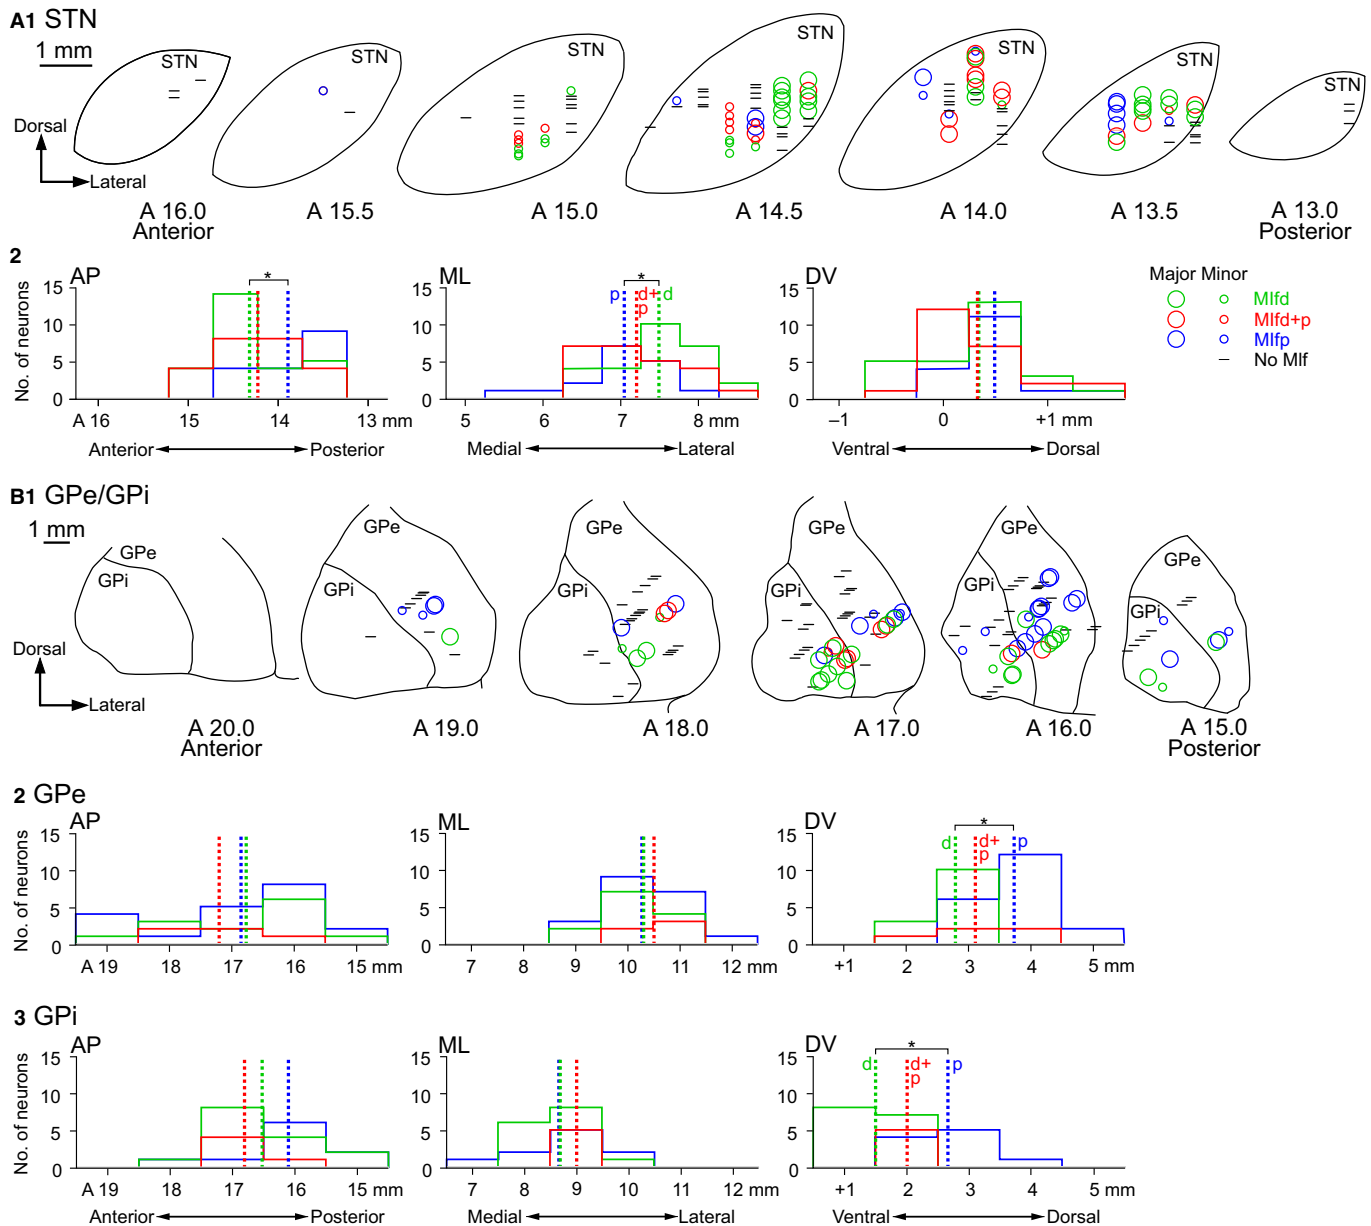 A1 STN
1 mm
STN STN STN STN STN STN STN
Dorsal
Lateral
A 16.0 A 15.5 A 15.0 A 14.5 A 14.0 A 13.5 A 13.0
Anterior Posterior
2
AP ML DV
Major Minor
MIfd
MIfd+p
MIfp
No MIf
No. of neurons
15 15 15
10 10 10
5 5 5
0 0 0
* *
p d+ d
p
A 16 15 14 13 mm 5 6 7 8 mm –1 0 +1 mm
Anterior Posterior Medial Lateral Ventral Dorsal
B1 GPe/GPi
1 mm
GPe GPe GPe GPe GPe GPe
GPi GPi GPi GPi GPi GPi
Dorsal
Lateral
A 20.0 A 19.0 A 18.0 A 17.0 A 16.0 A 15.0
Anterior Posterior
2 GPe
AP ML DV
No. of neurons
15 15 15
10 10 10
5 5 5
0 0 0
*
d d+ p
p
A 19 18 17 16 15 mm 7 8 9 10 11 12 mm +1 2 3 4 5 mm
3 GPi
AP ML DV
No. of neurons
15 15 15
10 10 10
5 5 5
0 0 0
*
d d+ p
p
A 19 18 17 16 15 mm 7 8 9 10 11 12 mm +1 2 3 4 5 mm
Anterior Posterior Medial Lateral Ventral Dorsal